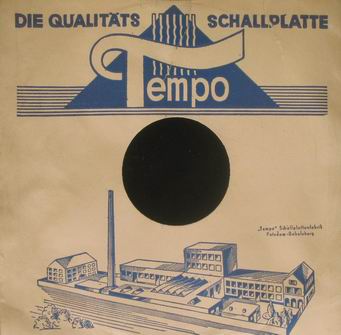 DIE QUALITÄTS SCHALLPLATTE
Tempo
„Tempo" Schallplattenfabrik
Potsdam-Babelsberg